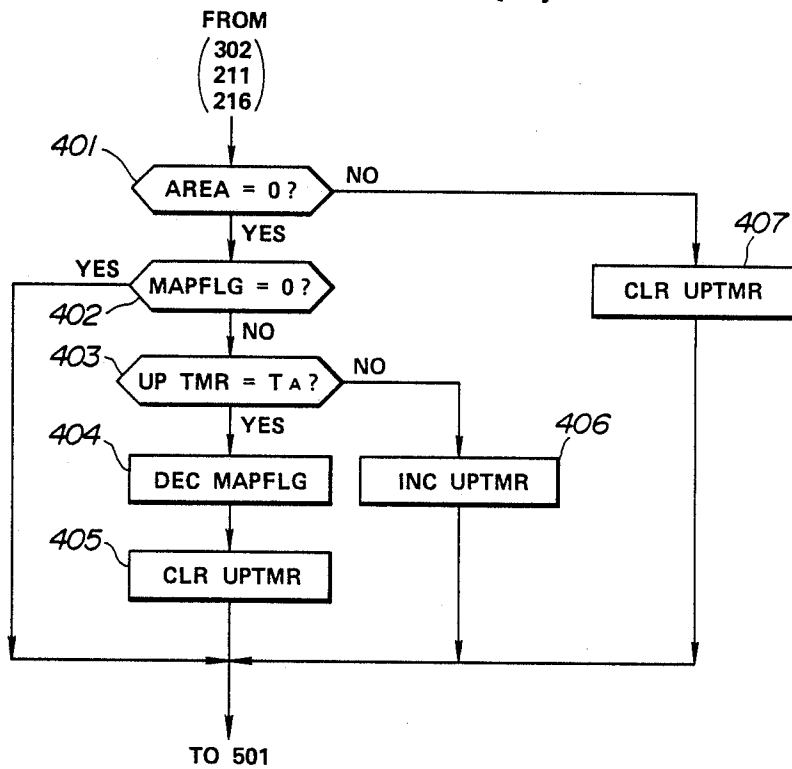 FROM
302
211
216
401
AREA = 0?
NO
YES
407
CLR UPTMR
YES
MAPFLG = 0?
402
NO
403
UP TMR = TA?
NO
YES
404
DEC MAPFLG
406
INC UPTMR
405
CLR UPTMR
TO 501